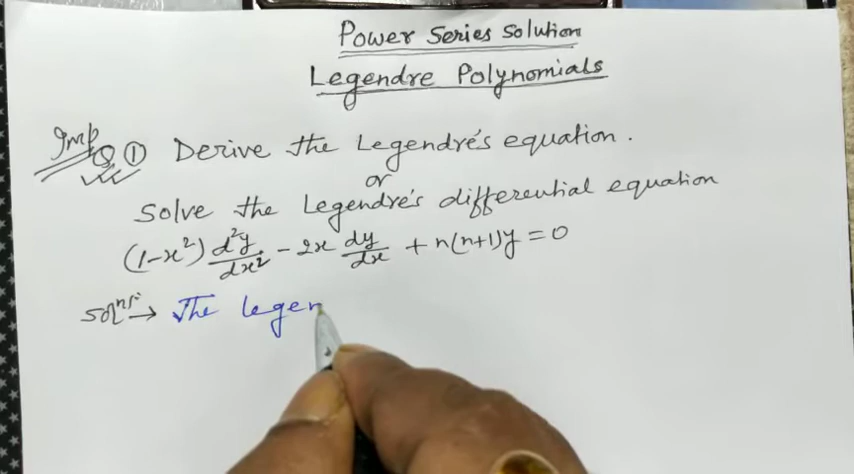 Power Series Solution
Legendre Polynomials
Imp Q ① Derive the Legendre's equation.
or
Solve the Legendre's differential equation
(1-x²) d²y/dx² - 2x dy/dx + n(n+1)y = 0
Solⁿ:→ The legen